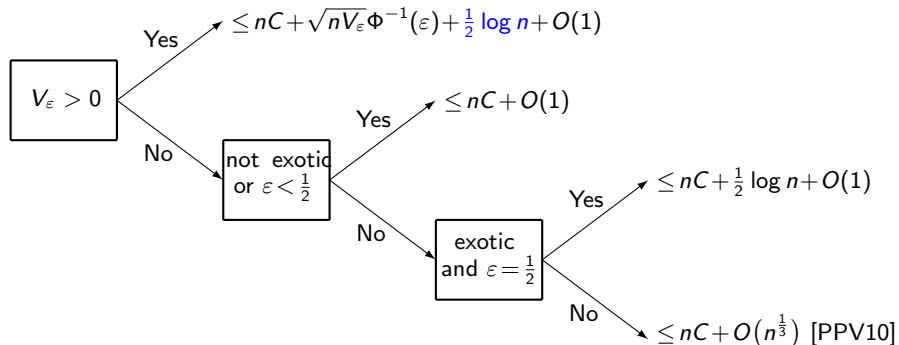 ≤ nC + √nV_ε Φ⁻¹(ε) + ½ log n + O(1)
Yes
V_ε > 0
≤ nC + O(1)
No
Yes
not exotic
or ε < ½
≤ nC + ½ log n + O(1)
Yes
No
exotic
and ε = ½
No
≤ nC + O(n^{1/3}) [PPV10]